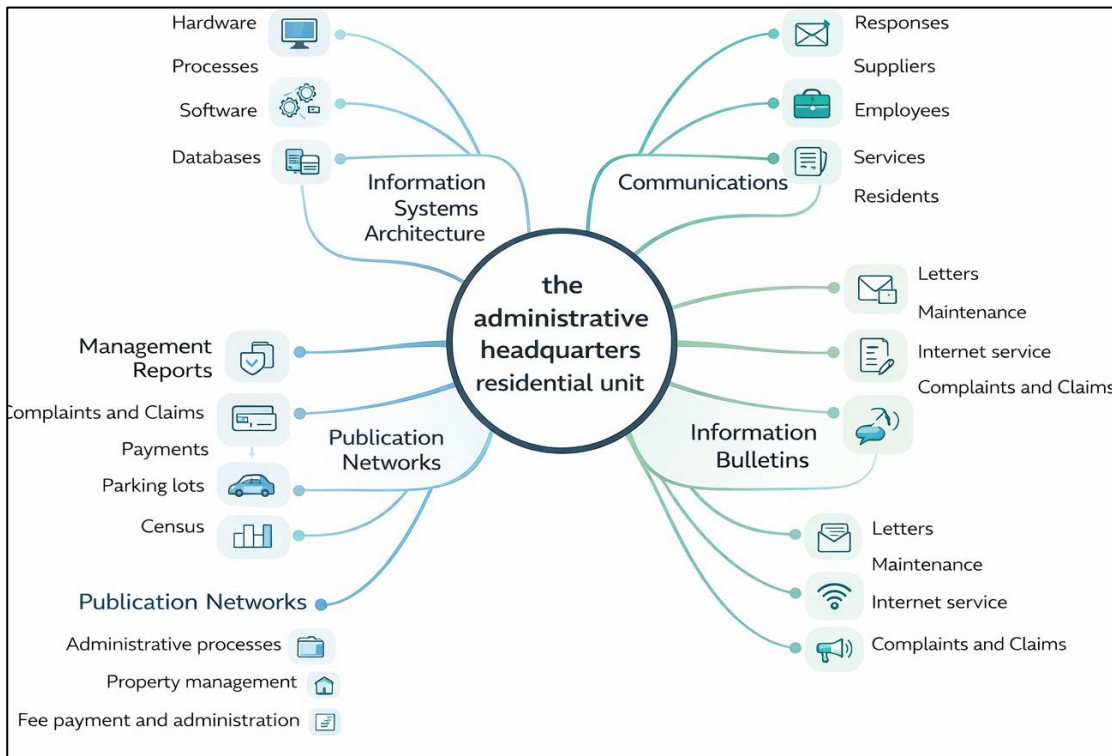 Hardware
Processes
Software
Databases
Information
Systems
Architecture
Responses
Suppliers
Employees
Services
Residents
Communications
the
administrative
headquarters
residential unit
Management
Reports
Complaints and Claims
Payments
Parking lots
Census
Publication
Networks
Publication Networks
Administrative processes
Property management
Fee payment and administration
Letters
Maintenance
Internet service
Complaints and Claims
Information
Bulletins
Letters
Maintenance
Internet service
Complaints and Claims